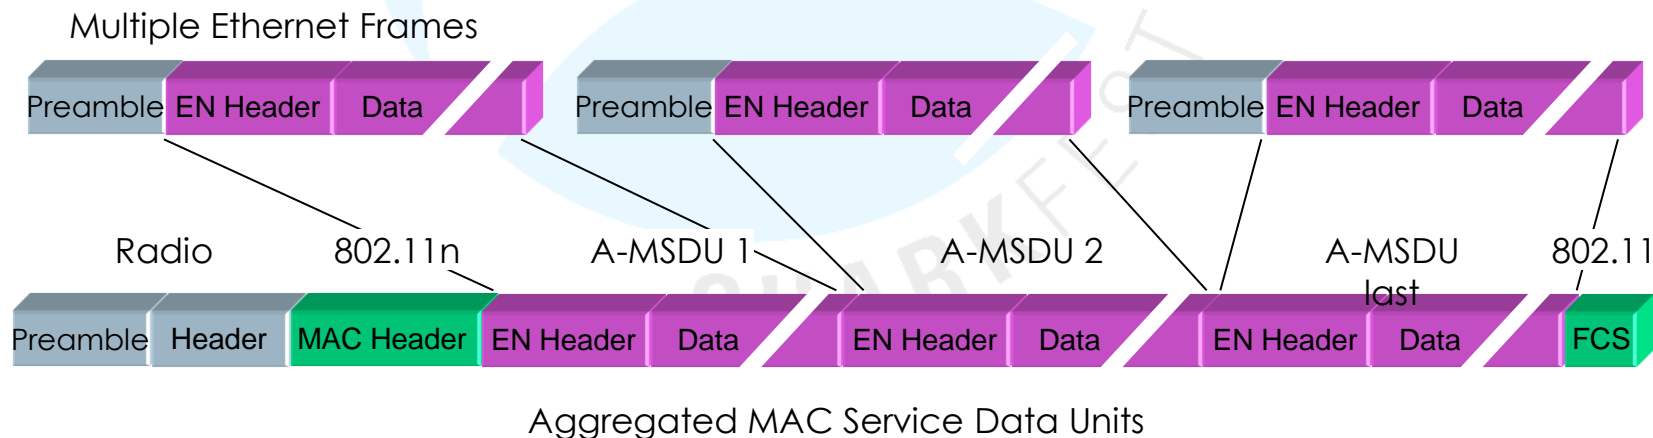 Multiple Ethernet Frames
Preamble EN Header Data Preamble EN Header Data Preamble EN Header Data
Radio 802.11n A-MSDU 1 A-MSDU 2 A-MSDU last 802.11
Preamble Header MAC Header EN Header Data EN Header Data EN Header Data FCS
Aggregated MAC Service Data Units
SHARKFEST